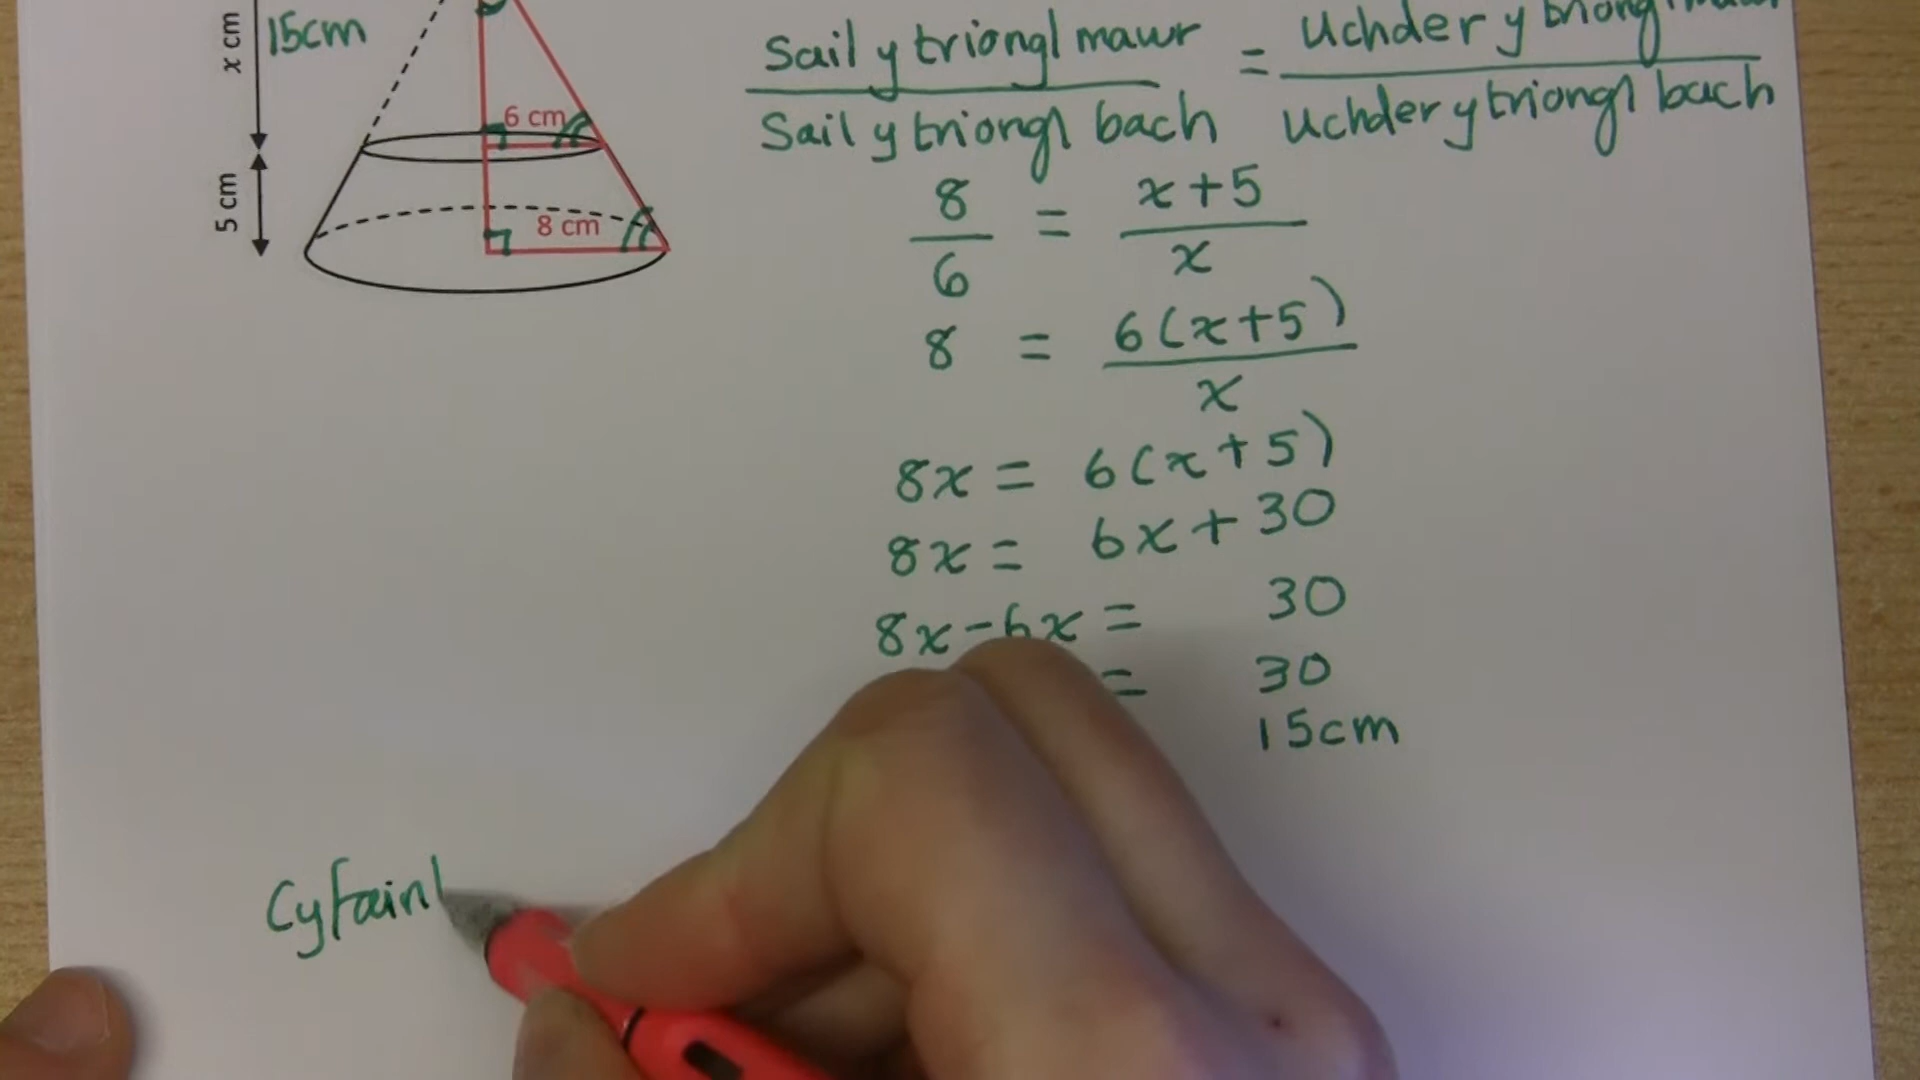 x cm
15cm
6 cm
8 cm
5 cm
Sail y triongl mawr = Uchder y triongl mawr
Sail y triongl bach Uchder y triongl bach
8 = x+5
6 x
8 = 6(x+5)
x
8x = 6(x+5)
8x = 6x + 30
8x-6x = 30
= 30
15cm
Cyfain